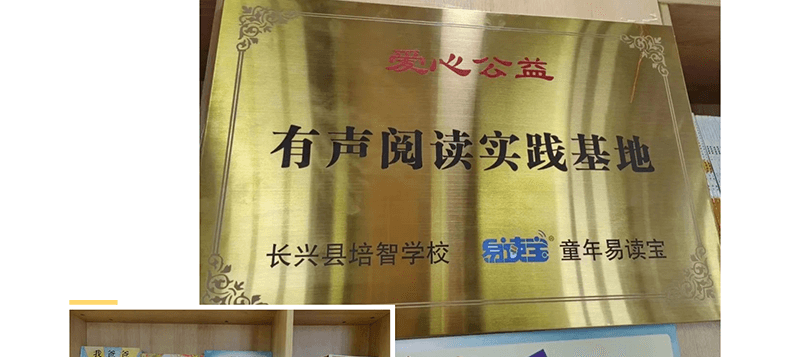 爱心公益
有声阅读实践基地
长兴县培智学校 易读宝® 童年易读宝